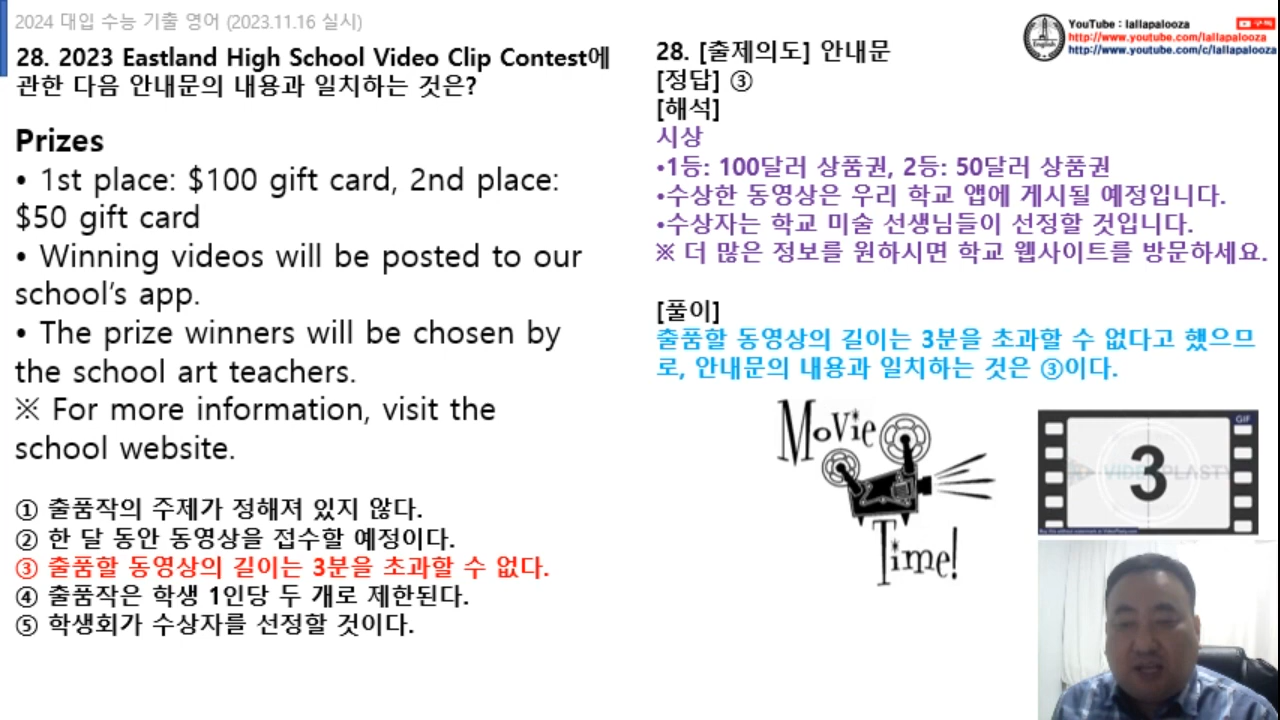 2024 대입 수능 기출 영어 (2023.11.16 실시)
28. 2023 Eastland High School Video Clip Contest에
관한 다음 안내문의 내용과 일치하는 것은?
Prizes
• 1st place: $100 gift card, 2nd place:
$50 gift card
• Winning videos will be posted to our
school's app.
• The prize winners will be chosen by
the school art teachers.
※ For more information, visit the
school website.
① 출품작의 주제가 정해져 있지 않다.
② 한 달 동안 동영상을 접수할 예정이다.
③ 출품할 동영상의 길이는 3분을 초과할 수 없다.
④ 출품작은 학생 1인당 두 개로 제한된다.
⑤ 학생회가 수상자를 선정할 것이다.
YouTube : lallapalooza
구독
http://www.youtube.com/lallapalooza
http://www.youtube.com/c/lallapalooza
English
28. [출제의도] 안내문
[정답] ③
[해석]
시상
•1등: 100달러 상품권, 2등: 50달러 상품권
•수상한 동영상은 우리 학교 앱에 게시될 예정입니다.
•수상자는 학교 미술 선생님들이 선정할 것입니다.
※ 더 많은 정보를 원하시면 학교 웹사이트를 방문하세요.
[풀이]
출품할 동영상의 길이는 3분을 초과할 수 없다고 했으므
로, 안내문의 내용과 일치하는 것은 ③이다.
Movie
Time!
GIF
3
VIDEOPLASTY